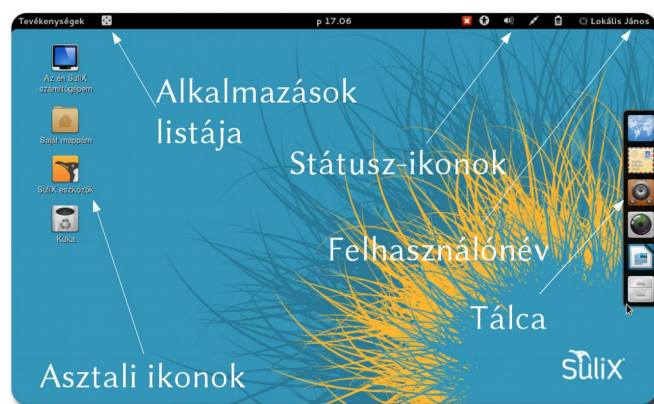 Tevékenységek
p 17.06
Lokális János
Az én SuliX
számítógépem
Saját mappám
SuliX eszközök
Kuka
Alkalmazások
listája
Státusz-ikonok
Felhasználónév
Tálca
Asztali ikonok
SuliX